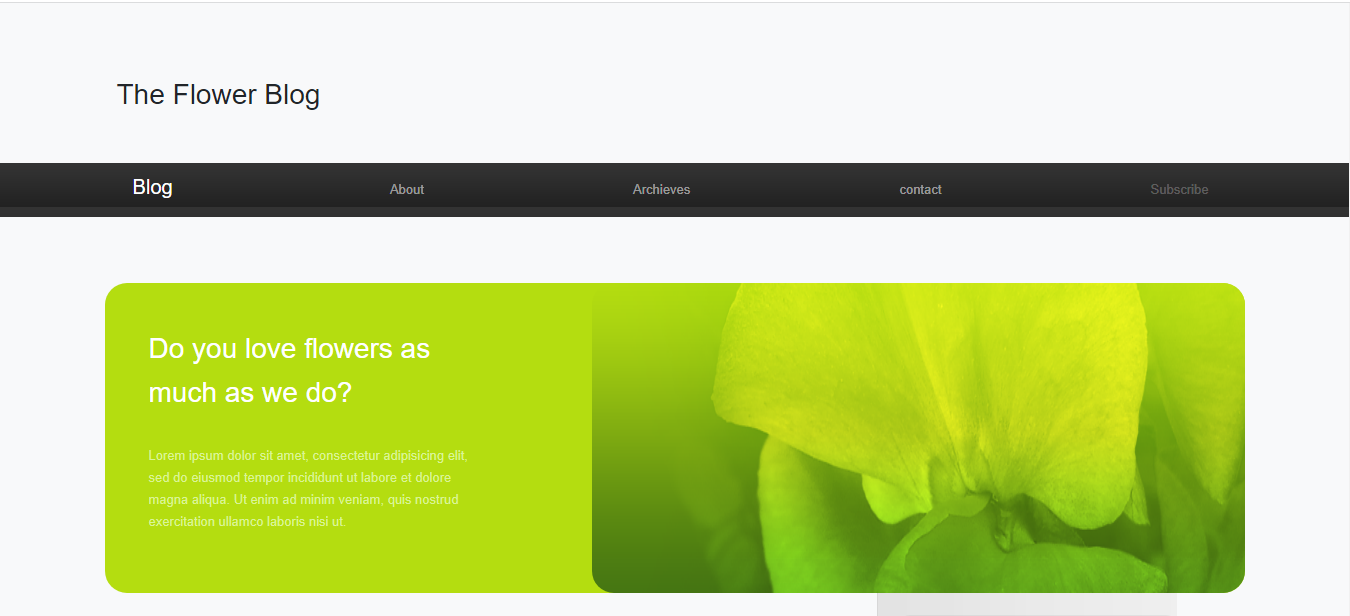 The Flower Blog
Blog
About
Archieves
contact
Subscribe
Do you love flowers as
much as we do?
Lorem ipsum dolor sit amet, consectetur adipisicing elit,
sed do eiusmod tempor incididunt ut labore et dolore
magna aliqua. Ut enim ad minim veniam, quis nostrud
exercitation ullamco laboris nisi ut.